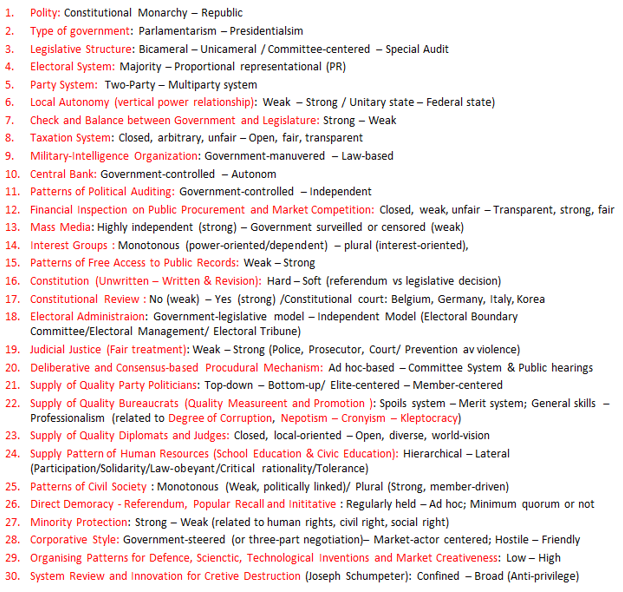 1. Polity: Constitutional Monarchy – Republic
2. Type of government: Parlamentarism – Presidentialsim
3. Legislative Structure: Bicameral – Unicameral / Committee-centered – Special Audit
4. Electoral System: Majority – Proportional representational (PR)
5. Party System: Two-Party – Multiparty system
6. Local Autonomy (vertical power relationship): Weak – Strong / Unitary state – Federal state)
7. Check and Balance between Government and Legislature: Strong – Weak
8. Taxation System: Closed, arbitrary, unfair – Open, fair, transparent
9. Military-Intelligence Organization: Government-manuvered – Law-based
10. Central Bank: Government-controlled – Autonom
11. Patterns of Political Auditing: Government-controlled – Independent
12. Financial Inspection on Public Procurement and Market Competition: Closed, weak, unfair – Transparent, strong, fair
13. Mass Media: Highly independent (strong) – Government surveilled or censored (weak)
14. Interest Groups : Monotonous (power-oriented/dependent) – plural (interest-oriented),
15. Patterns of Free Access to Public Records: Weak – Strong
16. Constitution (Unwritten – Written & Revision): Hard – Soft (referendum vs legislative decision)
17. Constitutional Review : No (weak) – Yes (strong) /Constitutional court: Belgium, Germany, Italy, Korea
18. Electoral Administraion: Government-legislative model – Independent Model (Electoral Boundary
Committee/Electoral Management/ Electoral Tribune)
19. Judicial Justice (Fair treatment): Weak – Strong (Police, Prosecutor, Court/ Prevention av violence)
20. Deliberative and Consensus-based Procudural Mechanism: Ad hoc-based – Committee System & Public hearings
21. Supply of Quality Party Politicians: Top-down – Bottom-up/ Elite-centered – Member-centered
22. Supply of Quality Bureaucrats (Quality Measureent and Promotion ): Spoils system – Merit system; General skills –
Professionalism (related to Degree of Corruption, Nepotism – Cronyism – Kleptocracy)
23. Supply of Quality Diplomats and Judges: Closed, local-oriented – Open, diverse, world-vision
24. Supply Pattern of Human Resources (School Education & Civic Education): Hierarchical – Lateral
(Participation/Solidarity/Law-obeyant/Critical rationality/Tolerance)
25. Patterns of Civil Society : Monotonous (Weak, politically linked)/ Plural (Strong, member-driven)
26. Direct Demoracy - Referendum, Popular Recall and Inititative : Regularly held – Ad hoc; Minimum quorum or not
27. Minority Protection: Strong – Weak (related to human rights, civil right, social right)
28. Corporative Style: Government-steered (or three-part negotiation)– Market-actor centered; Hostile – Friendly
29. Organising Patterns for Defence, Scienctic, Technological Inventions and Market Creativeness: Low – High
30. System Review and Innovation for Cretive Destruction (Joseph Schumpeter): Confined – Broad (Anti-privilege)